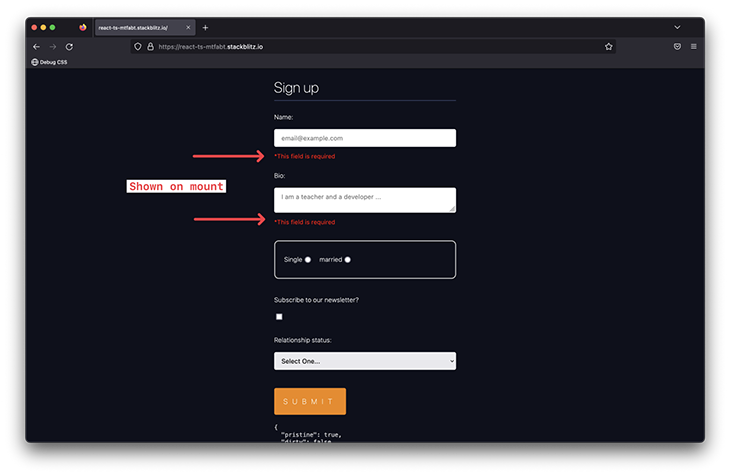 react-ts-mtfabt.stackblitz.io/
https://react-ts-mtfabt.stackblitz.io
Debug CSS
Sign up
Name:
email@example.com
*This field is required
Bio:
Shown on mount
I am a teacher and a developer ...
*This field is required
Single married
Subscribe to our newsletter?
Relationship status:
Select One...
SUBMIT
{
"pristine": true,
"dirty": false,